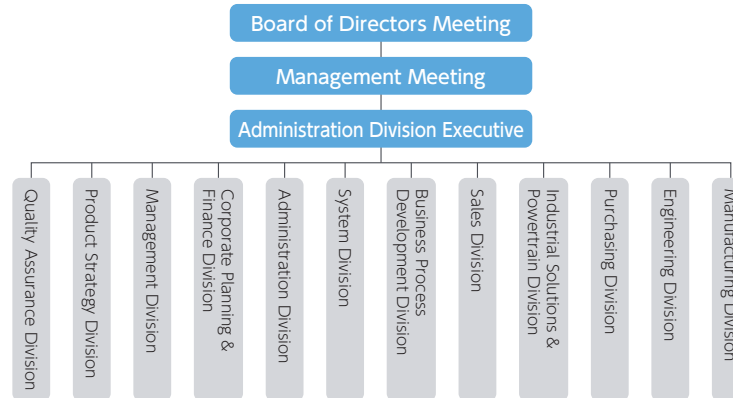 Board of Directors Meeting
Management Meeting
Administration Division Executive
Quality Assurance Division
Product Strategy Division
Management Division
Corporate Planning &
Finance Division
Administration Division
System Division
Business Process
Development Division
Sales Division
Industrial Solutions &
Powertrain Division
Purchasing Division
Engineering Division
Manufacturing Division